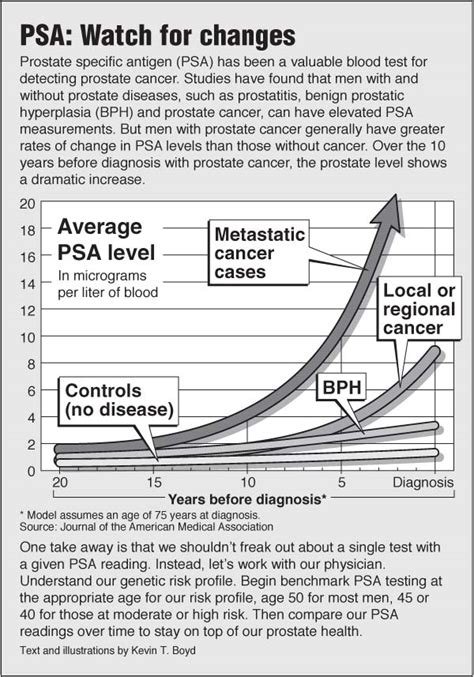 PSA: Watch for changes
Prostate specific antigen (PSA) has been a valuable blood test for
detecting prostate cancer. Studies have found that men with and
without prostate diseases, such as prostatitis, benign prostatic
hyperplasia (BPH) and prostate cancer, can have elevated PSA
measurements. But men with prostate cancer generally have greater
rates of change in PSA levels than those without cancer. Over the 10
years before diagnosis with prostate cancer, the prostate level shows
a dramatic increase.
20
18
16
14
12
10
8
6
4
2
0
Average
PSA level
In micrograms
per liter of blood
Metastatic
cancer
cases
Local or
regional
cancer
Controls
(no disease)
BPH
20
15
10
5
Diagnosis
Years before diagnosis*
* Model assumes an age of 75 years at diagnosis.
Source: Journal of the American Medical Association
One take away is that we shouldn't freak out about a single test with
a given PSA reading. Instead, let's work with our physician.
Understand our genetic risk profile. Begin benchmark PSA testing at
the appropriate age for our risk profile, age 50 for most men, 45 or
40 for those at moderate or high risk. Then compare our PSA
readings over time to stay on top of our prostate health.
Text and illustrations by Kevin T. Boyd